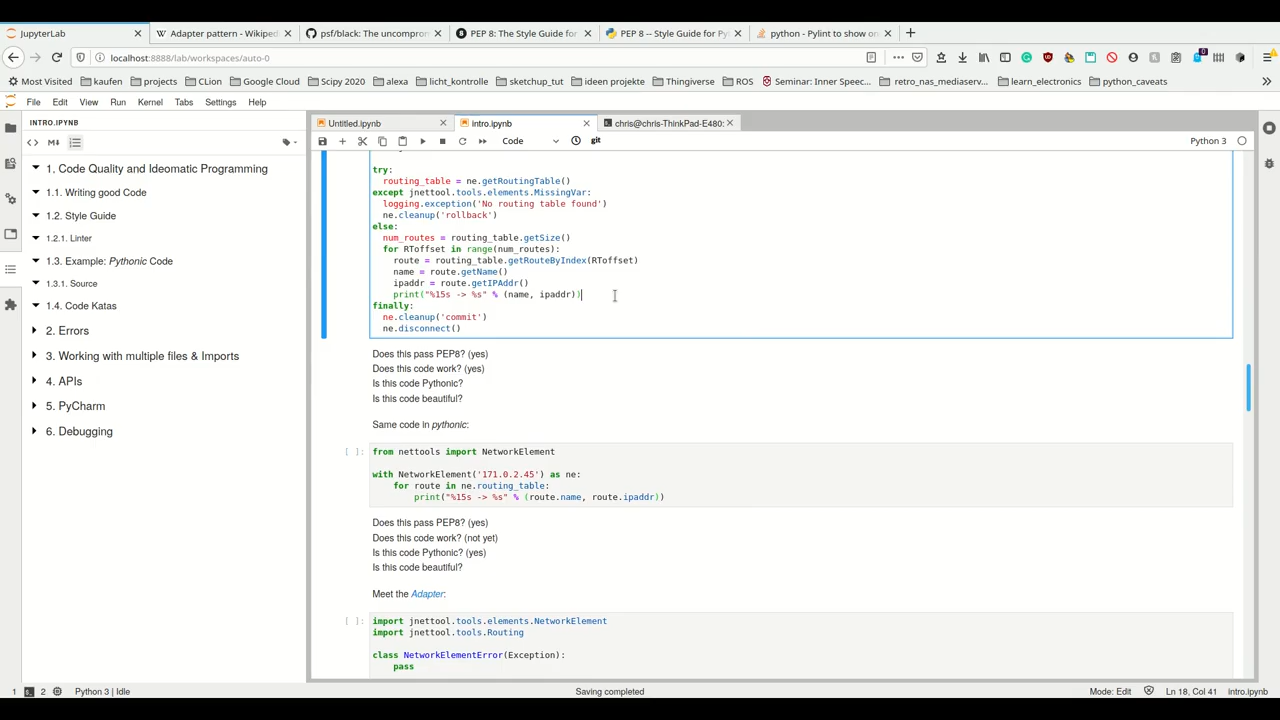 JupyterLab
Adapter pattern - Wikiped
psf/black: The uncompron
PEP 8: The Style Guide for
PEP 8 -- Style Guide for Pyt
python - Pylint to show on
localhost:8888/lab/workspaces/auto-0
Most Visited
kaufen
projects
CLion
Google Cloud
Scipy 2020
alexa
licht_kontrolle
sketchup_tut
ideen projekte
Thingiverse
ROS
Seminar: Inner Speec...
retro_nas_mediaserv...
learn_electronics
python_caveats
File Edit View Run Kernel Tabs Settings Help
INTRO.IPYNB
1. Code Quality and Ideomatic Programming
1.1. Writing good Code
1.2. Style Guide
1.2.1. Linter
1.3. Example: Pythonic Code
1.3.1. Source
1.4. Code Katas
2. Errors
3. Working with multiple files & Imports
4. APIs
5. PyCharm
6. Debugging
Untitled.ipynb
intro.ipynb
chris@chris-ThinkPad-E480:
Code
git
Python 3
try:
routing_table = ne.getRoutingTable()
except jnettool.tools.elements.MissingVar:
logging.exception('No routing table found')
ne.cleanup('rollback')
else:
num_routes = routing_table.getSize()
for RToffset in range(num_routes):
route = routing_table.getRouteByIndex(RToffset)
name = route.getName()
ipaddr = route.getIPAddr()
print("%15s -> %s" % (name, ipaddr))
finally:
ne.cleanup('commit')
ne.disconnect()
Does this pass PEP8? (yes)
Does this code work? (yes)
Is this code Pythonic?
Is this code beautiful?
Same code in pythonic:
[ ]:
from nettools import NetworkElement
with NetworkElement('171.0.2.45') as ne:
for route in ne.routing_table:
print("%15s -> %s" % (route.name, route.ipaddr))
Does this pass PEP8? (yes)
Does this code work? (not yet)
Is this code Pythonic? (yes)
Is this code beautiful?
Meet the Adapter:
[ ]:
import jnettool.tools.elements.NetworkElement
import jnettool.tools.Routing
class NetworkElementError(Exception):
pass
1
2
Python 3 | Idle
Saving completed
Mode: Edit
Ln 18, Col 41
intro.ipynb